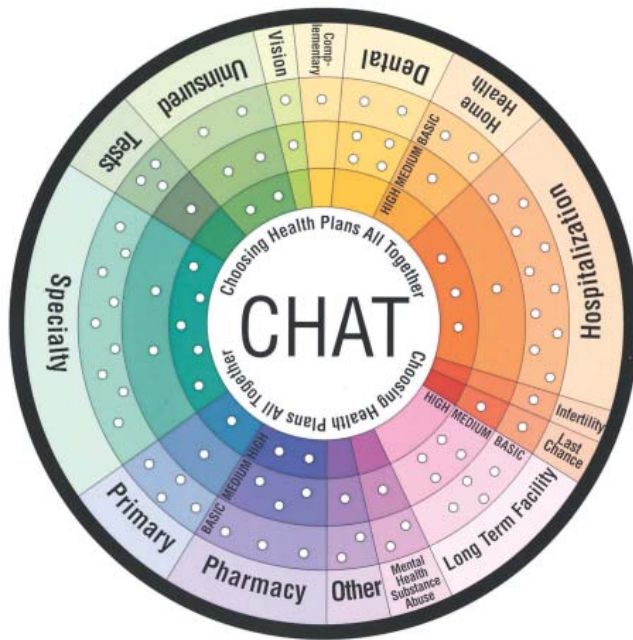 Comp-
lementary
Dental
Home
Health
Hospitalization
Infertility
Last
Chance
Long Term Facility
Mental
Health
Substance
Abuse
Other
Pharmacy
Primary
Specialty
Tests
Uninsured
Vision
HIGH MEDIUM BASIC
HIGH MEDIUM BASIC
BASIC MEDIUM HIGH
Choosing Health Plans All Together
CHAT
Choosing Health Plans All Together